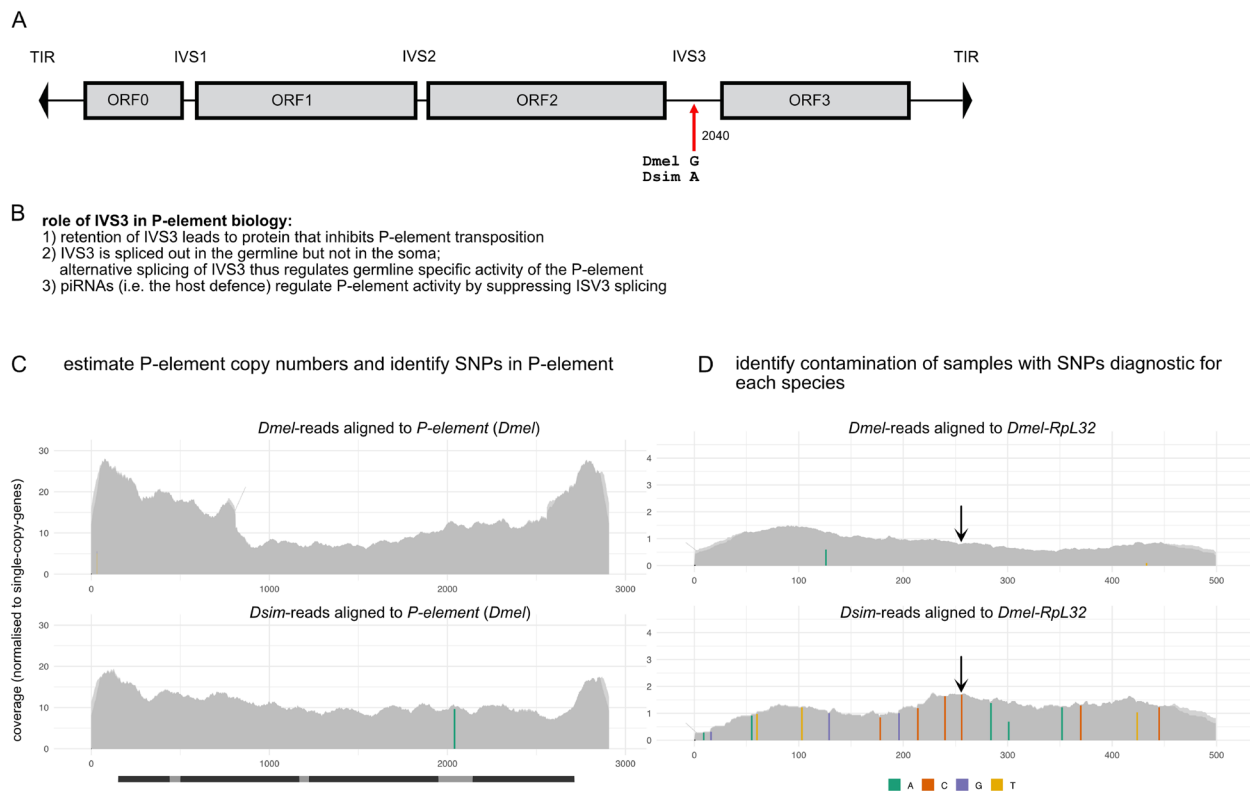 A
TIR IVS1 IVS2 IVS3 TIR
ORF0 ORF1 ORF2 ORF3
2040
Dmel G
Dsim A
B
role of IVS3 in P-element biology:
1) retention of IVS3 leads to protein that inhibits P-element transposition
2) IVS3 is spliced out in the germline but not in the soma;
alternative splicing of IVS3 thus regulates germline specific activity of the P-element
3) piRNAs (i.e. the host defence) regulate P-element activity by suppressing ISV3 splicing
C estimate P-element copy numbers and identify SNPs in P-element
coverage (normalised to single-copy-genes)
Dmel-reads aligned to P-element (Dmel)
30
20
10
0
0 1000 2000 3000
Dsim-reads aligned to P-element (Dmel)
30
20
10
0
0 1000 2000 3000
D identify contamination of samples with SNPs diagnostic for
each species
Dmel-reads aligned to Dmel-RpL32
4
3
2
1
0
0 100 200 300 400 500
Dsim-reads aligned to Dmel-RpL32
4
3
2
1
0
0 100 200 300 400 500
A C G T